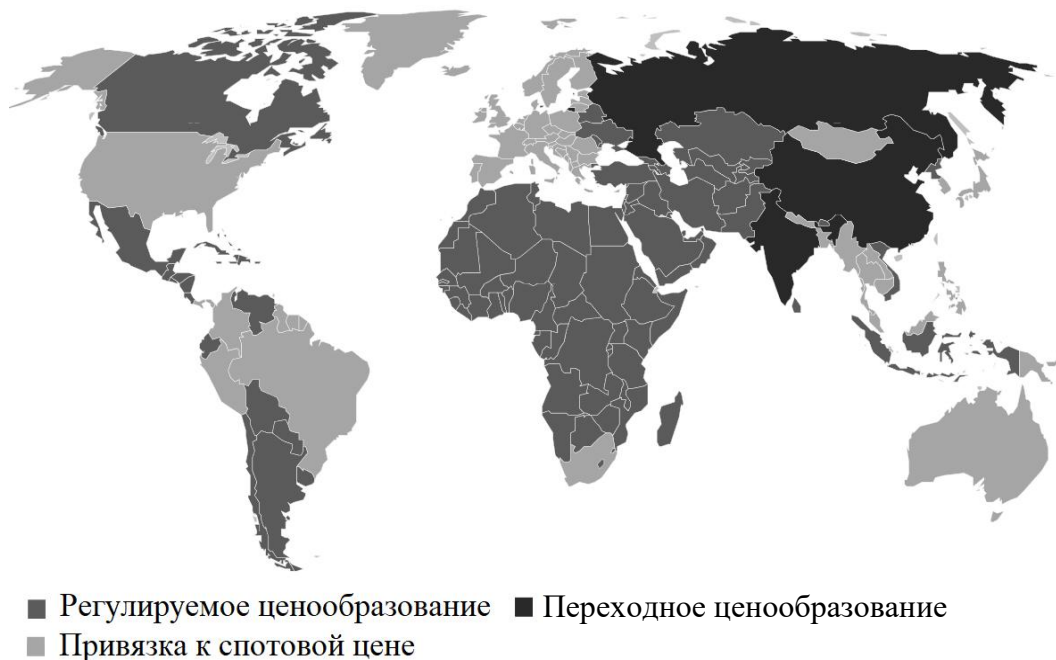 Регулируемое ценообразование Переходное ценообразование
Привязка к спотовой цене